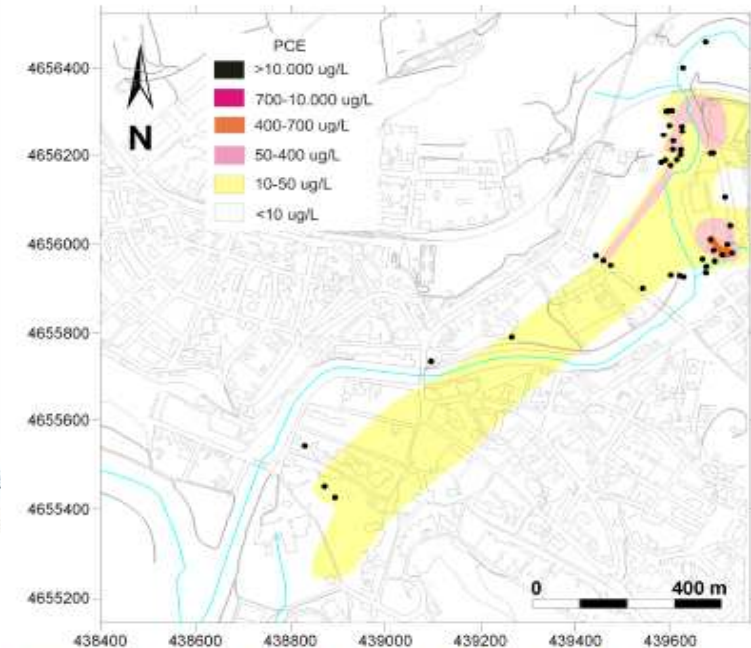 PCE
>10.000 ug/L
700-10.000 ug/L
400-700 ug/L
50-400 ug/L
10-50 ug/L
<10 ug/L
N
4656400
4656200
4656000
4655800
4655600
4655400
4655200
0 400 m
438400 438600 438800 439000 439200 439400 439600